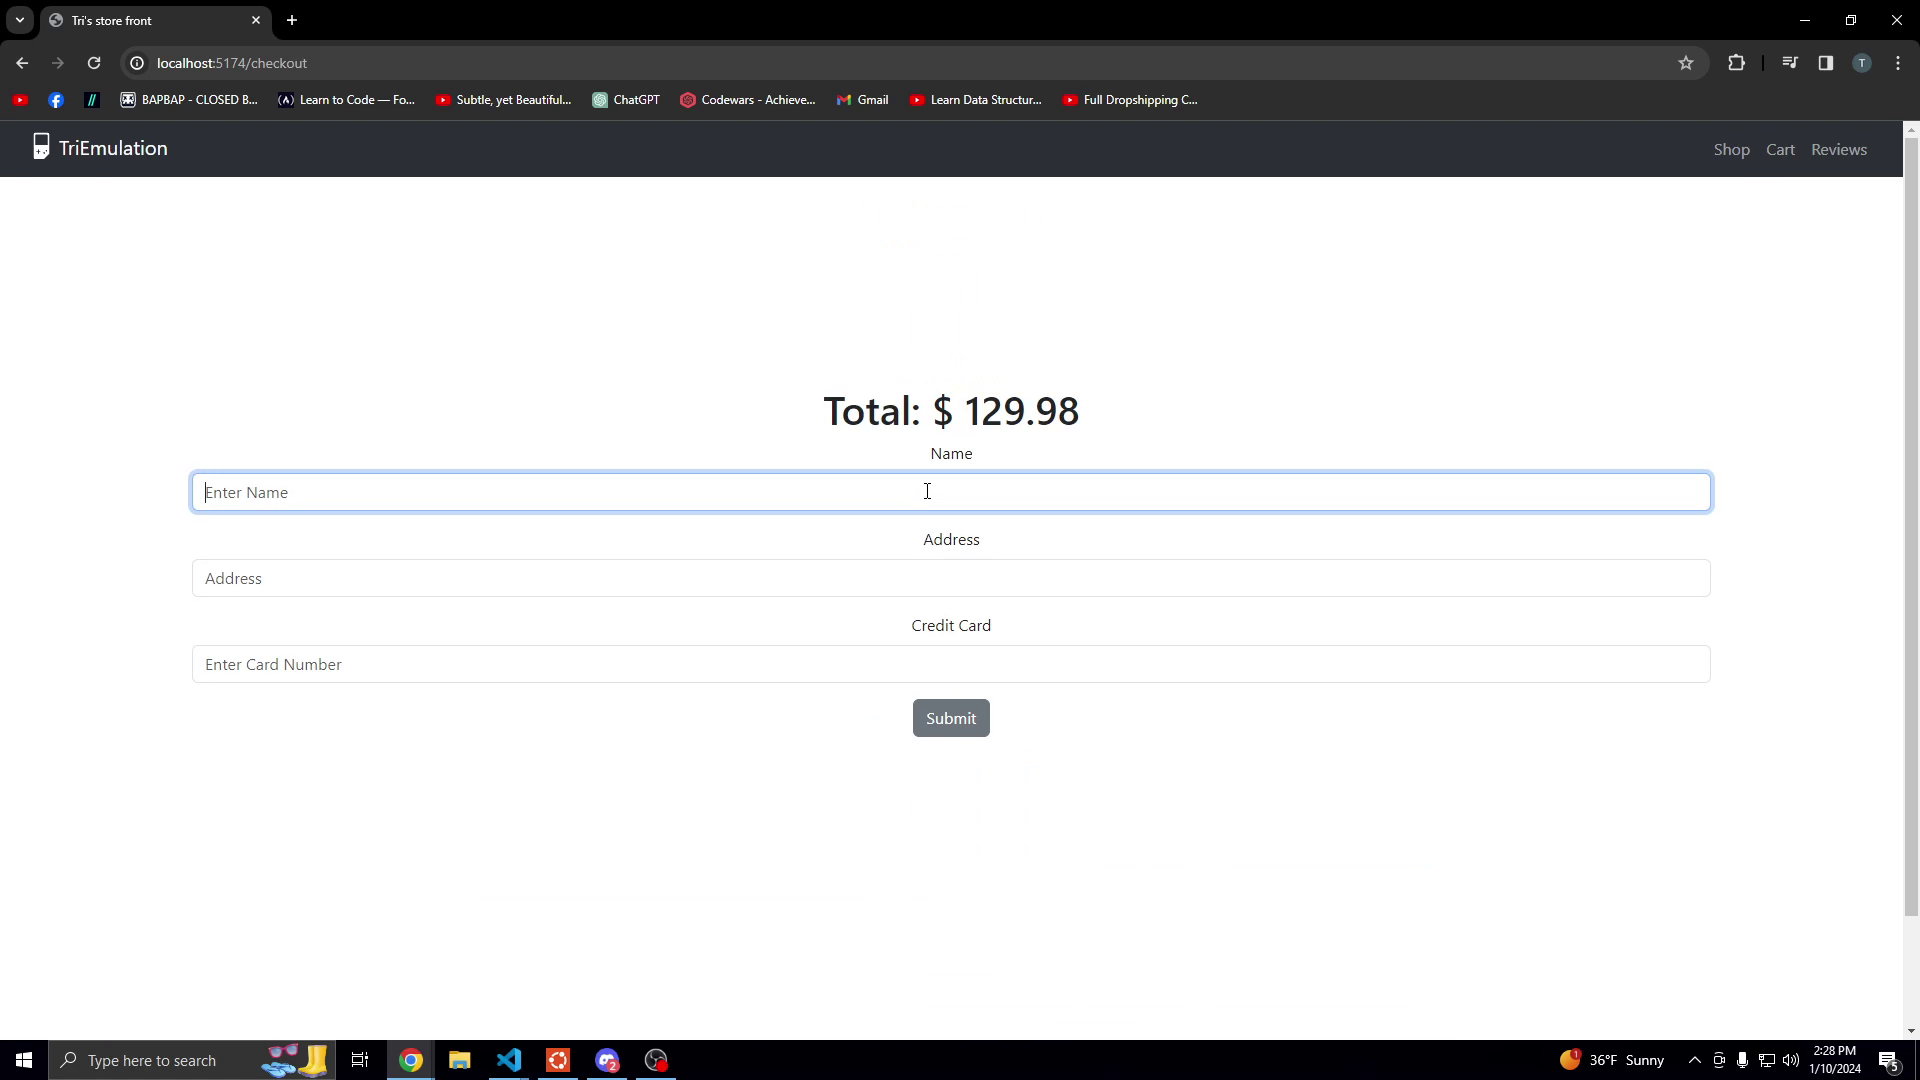 Tri's store front
localhost:5174/checkout
BAPBAP - CLOSED B... Learn to Code — Fo... Subtle, yet Beautiful... ChatGPT Codewars - Achieve... Gmail Learn Data Structur... Full Dropshipping C...
TriEmulation Shop Cart Reviews
Total: $ 129.98
Name
Enter Name
Address
Address
Credit Card
Enter Card Number
Submit
Type here to search 36°F Sunny 2:28 PM
1/10/2024